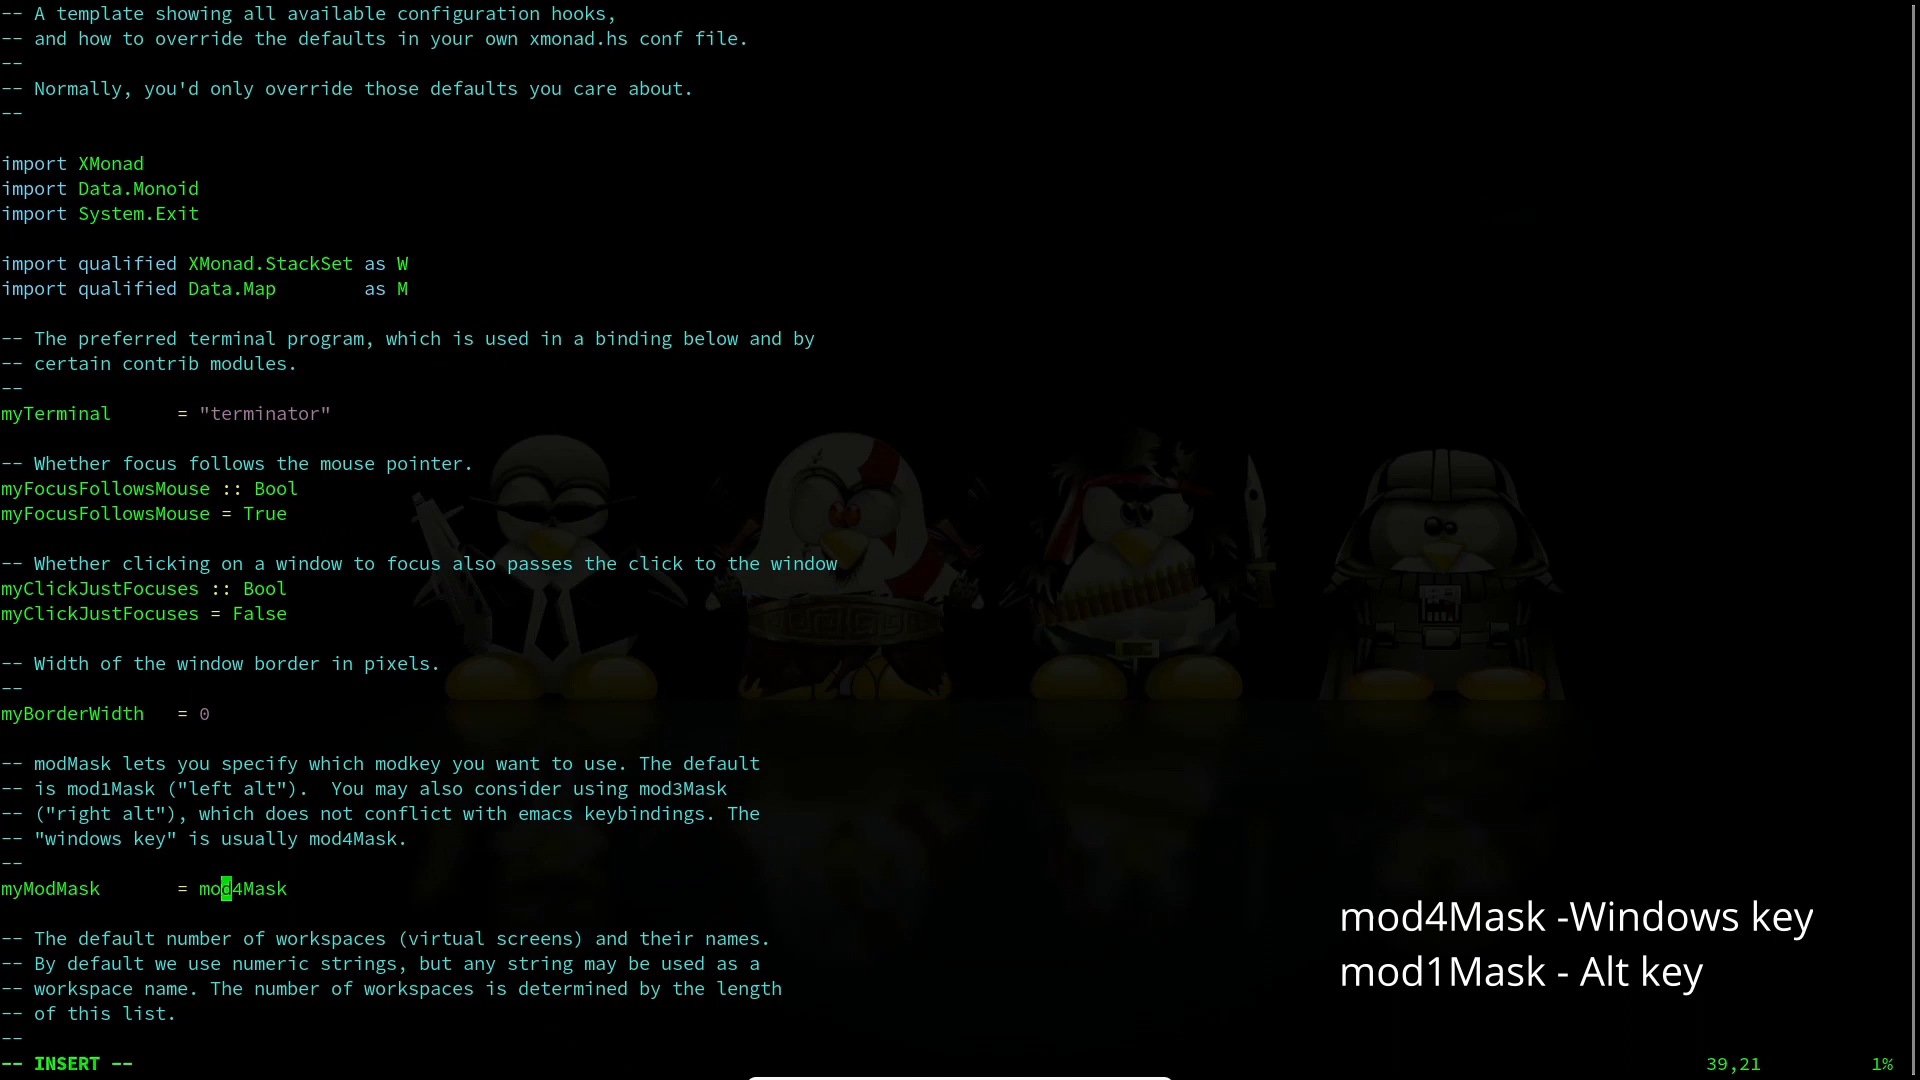 -- A template showing all available configuration hooks,
-- and how to override the defaults in your own xmonad.hs conf file.
--
-- Normally, you'd only override those defaults you care about.
--
import XMonad
import Data.Monoid
import System.Exit
import qualified XMonad.StackSet as W
import qualified Data.Map        as M
-- The preferred terminal program, which is used in a binding below and by
-- certain contrib modules.
--
myTerminal      = "terminator"
-- Whether focus follows the mouse pointer.
myFocusFollowsMouse :: Bool
myFocusFollowsMouse = True
-- Whether clicking on a window to focus also passes the click to the window
myClickJustFocuses :: Bool
myClickJustFocuses = False
-- Width of the window border in pixels.
--
myBorderWidth   = 0
-- modMask lets you specify which modkey you want to use. The default
-- is mod1Mask ("left alt").  You may also consider using mod3Mask
-- ("right alt"), which does not conflict with emacs keybindings. The
-- "windows key" is usually mod4Mask.
--
myModMask       = mod4Mask
-- The default number of workspaces (virtual screens) and their names.
-- By default we use numeric strings, but any string may be used as a
-- workspace name. The number of workspaces is determined by the length
-- of this list.
--
-- INSERT --
39,21
1%
mod4Mask -Windows key
mod1Mask - Alt key